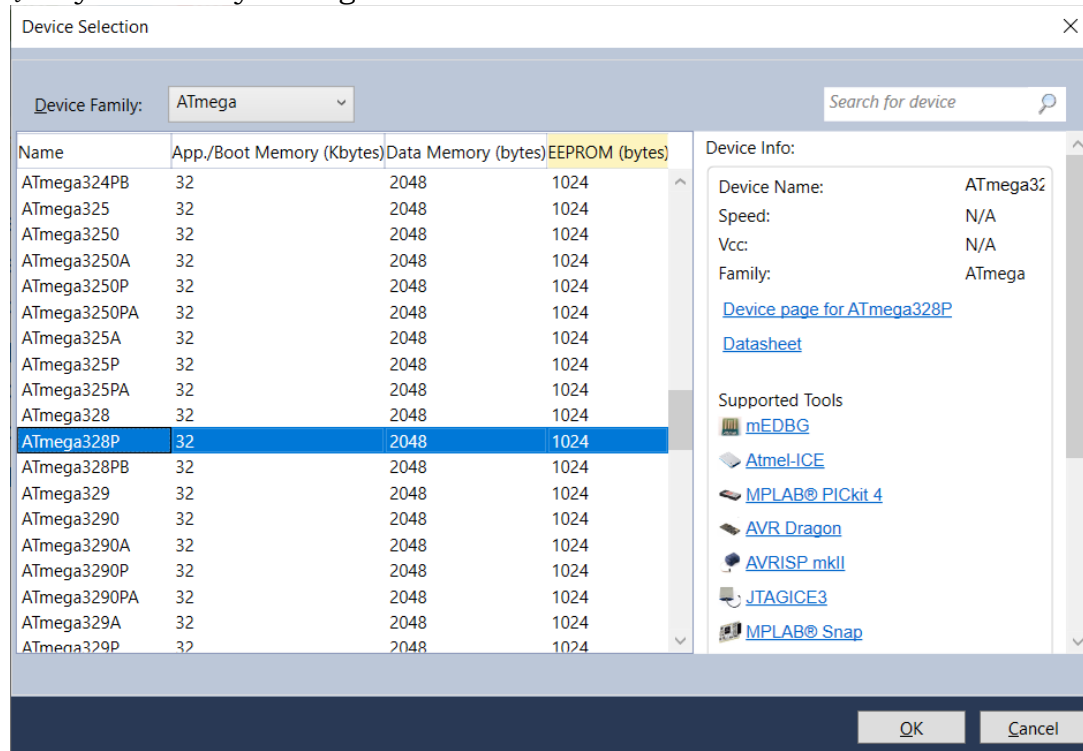 Device Selection
Device Family: ATmega Search for device
Name App./Boot Memory (Kbytes) Data Memory (bytes) EEPROM (bytes)
ATmega324PB 32 2048 1024
ATmega325 32 2048 1024
ATmega3250 32 2048 1024
ATmega3250A 32 2048 1024
ATmega3250P 32 2048 1024
ATmega3250PA 32 2048 1024
ATmega325A 32 2048 1024
ATmega325P 32 2048 1024
ATmega325PA 32 2048 1024
ATmega328 32 2048 1024
ATmega328P 32 2048 1024
ATmega328PB 32 2048 1024
ATmega329 32 2048 1024
ATmega3290 32 2048 1024
ATmega3290A 32 2048 1024
ATmega3290P 32 2048 1024
ATmega3290PA 32 2048 1024
ATmega329A 32 2048 1024
ATmega329P 32 2048 1024
Device Info:
Device Name: ATmega32
Speed: N/A
Vcc: N/A
Family: ATmega
Device page for ATmega328P
Datasheet
Supported Tools
mEDBG
Atmel-ICE
MPLAB® PICkit 4
AVR Dragon
AVRISP mkII
JTAGICE3
MPLAB® Snap
OK Cancel